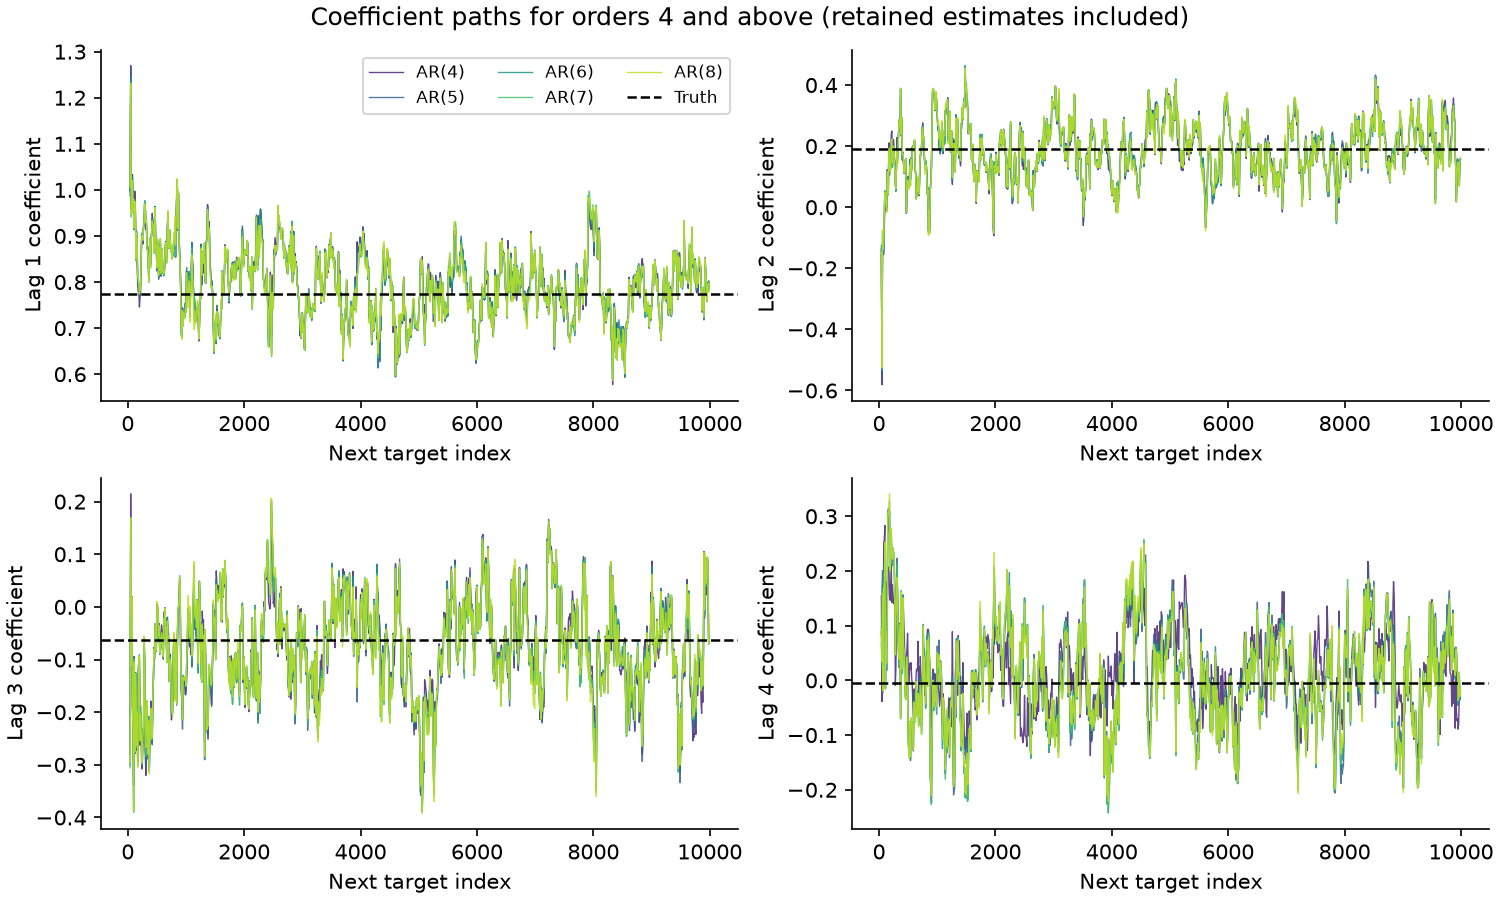 Coefficient paths for orders 4 and above (retained estimates included)
1.3
1.2
1.1
1.0
0.9
0.8
0.7
0.6
Lag 1 coefficient
AR(4) AR(6) AR(8)
AR(5) AR(7) Truth
0 2000 4000 6000 8000 10000
Next target index
0.4
0.2
0.0
−0.2
−0.4
−0.6
Lag 2 coefficient
0 2000 4000 6000 8000 10000
Next target index
0.2
0.1
0.0
−0.1
−0.2
−0.3
−0.4
Lag 3 coefficient
0 2000 4000 6000 8000 10000
Next target index
0.3
0.2
0.1
0.0
−0.1
−0.2
Lag 4 coefficient
0 2000 4000 6000 8000 10000
Next target index